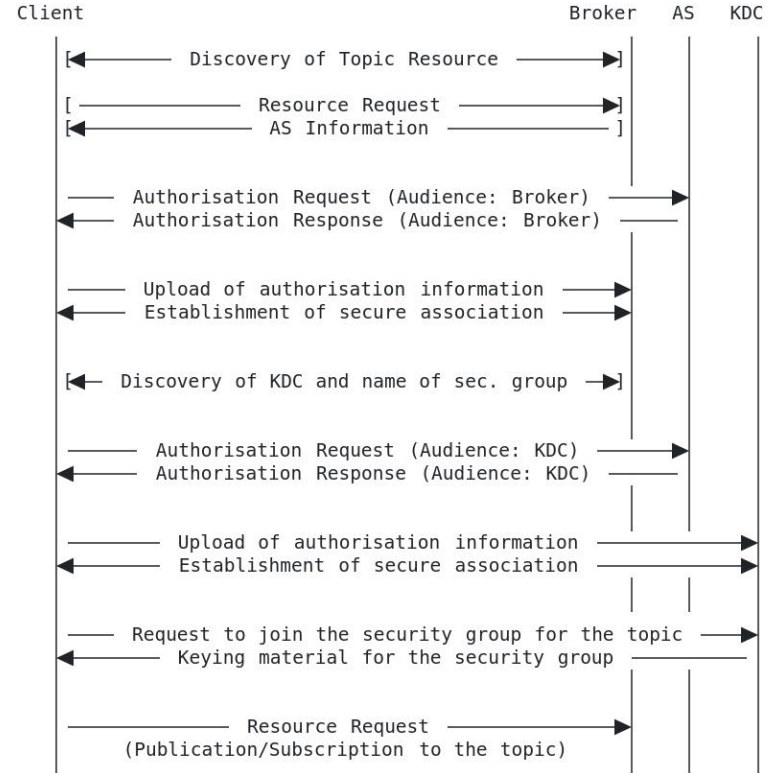 Client Broker AS KDC
[ Discovery of Topic Resource ]
[ Resource Request ]
[ AS Information ]
Authorisation Request (Audience: Broker)
Authorisation Response (Audience: Broker)
Upload of authorisation information
Establishment of secure association
[ Discovery of KDC and name of sec. group ]
Authorisation Request (Audience: KDC)
Authorisation Response (Audience: KDC)
Upload of authorisation information
Establishment of secure association
Request to join the security group for the topic
Keying material for the security group
Resource Request
(Publication/Subscription to the topic)